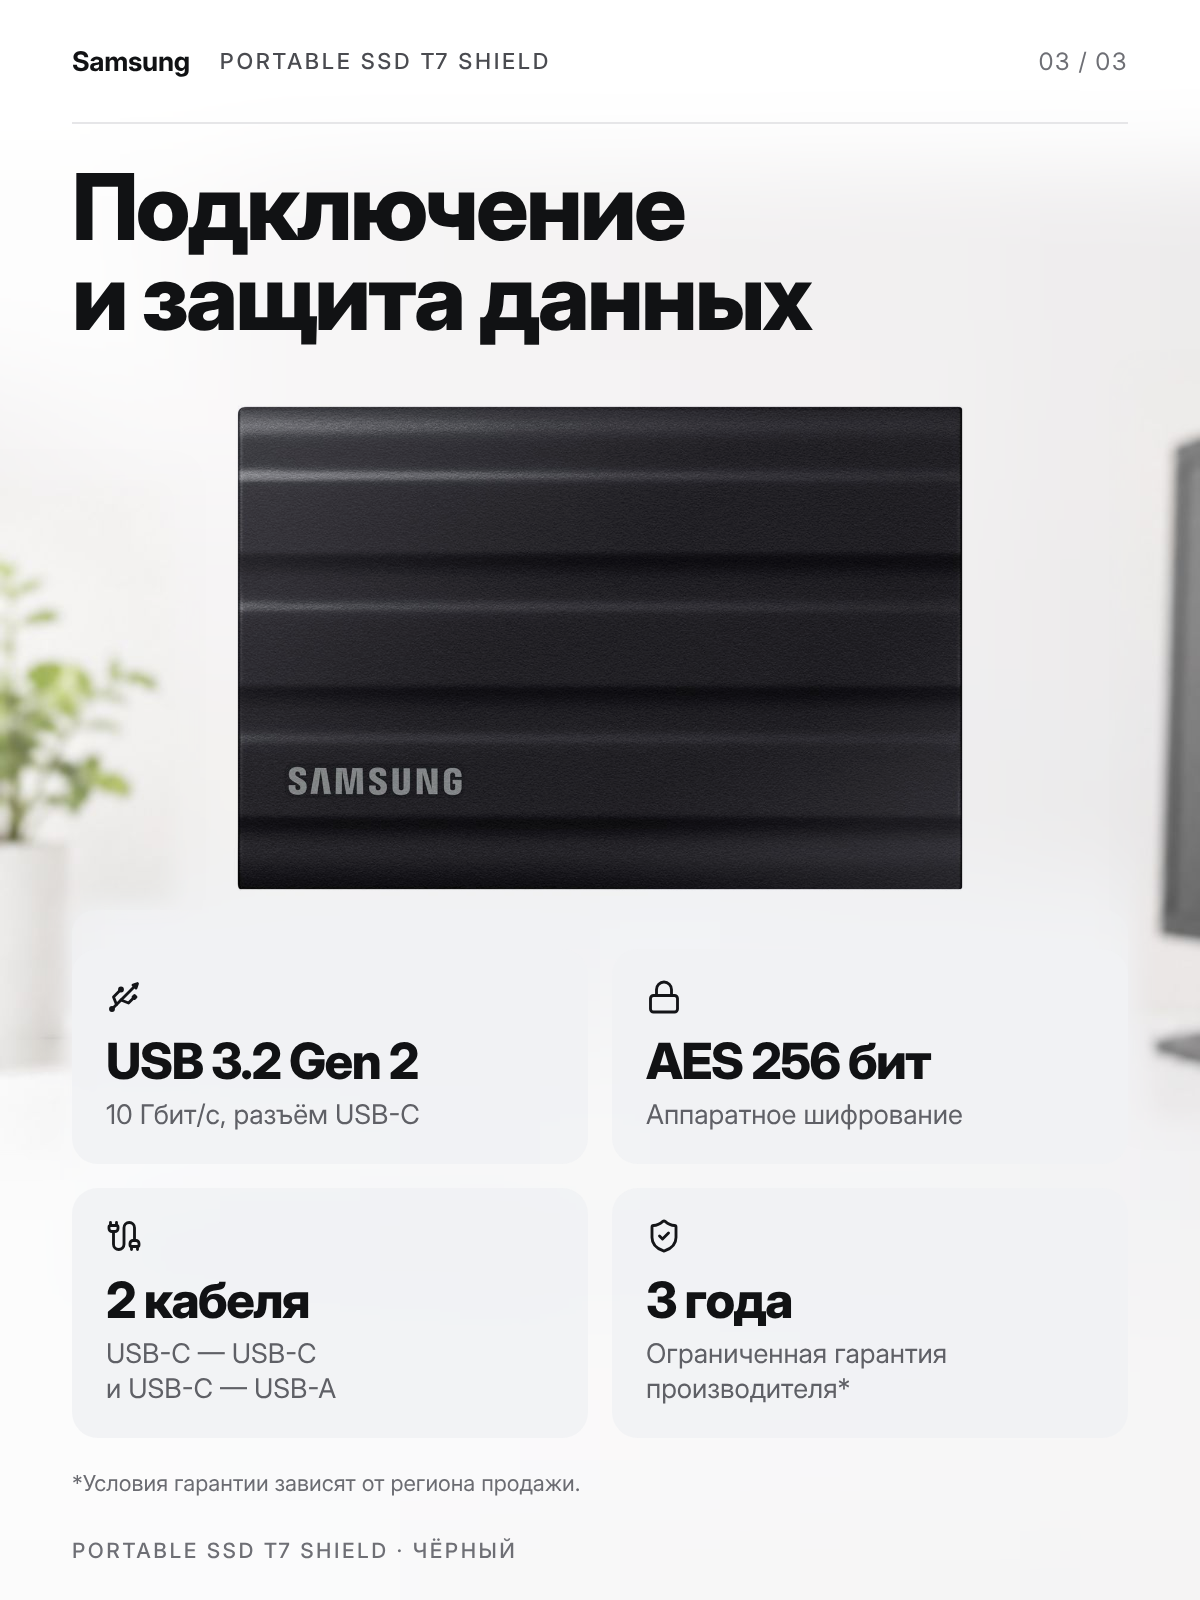 Samsung PORTABLE SSD T7 SHIELD 03 / 03
Подключение
и защита данных
SAMSUNG
USB 3.2 Gen 2
10 Гбит/с, разъём USB-C
AES 256 бит
Аппаратное шифрование
2 кабеля
USB-C — USB-C
и USB-C — USB-A
3 года
Ограниченная гарантия
производителя*
*Условия гарантии зависят от региона продажи.
PORTABLE SSD T7 SHIELD · ЧЁРНЫЙ